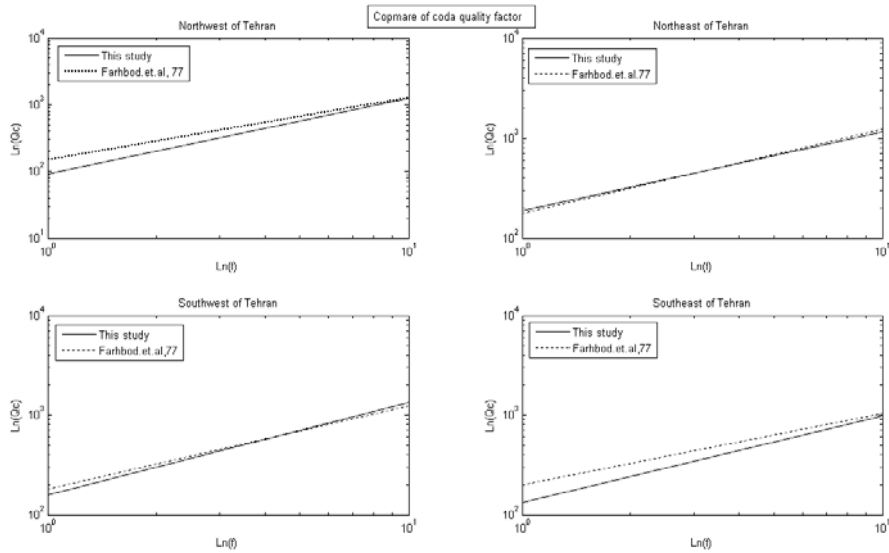 Copmare of coda quality factor
Northwest of Tehran
This study
Farhbod.et.al, 77
Ln(Qc)
10^4
10^3
10^2
10^1
10^0
10^1
Ln(f)
Northeast of Tehran
This study
Farhbod.et.al.77
Ln(Qc)
10^4
10^3
10^2
10^0
10^1
Ln(f)
Southwest of Tehran
This study
Farhbod.et.al,77
Ln(Qc)
10^4
10^3
10^2
10^0
10^1
Ln(f)
Southeast of Tehran
This study
Farhbod.et.al,77
Ln(Qc)
10^4
10^3
10^2
10^0
10^1
Ln(f)